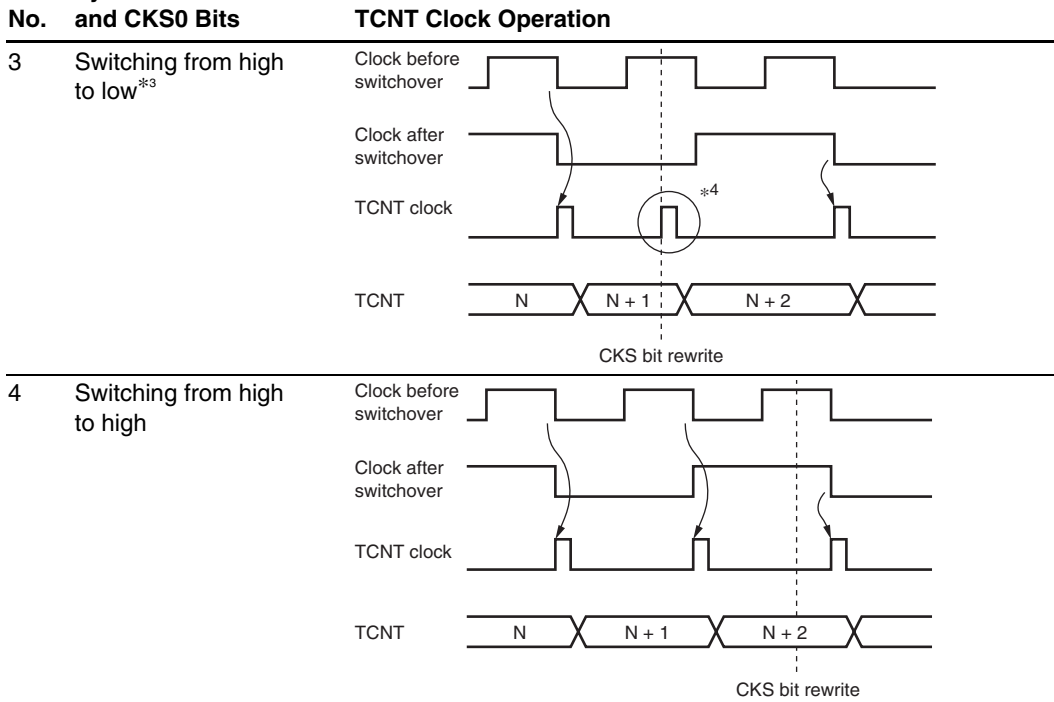 No. and CKS0 Bits TCNT Clock Operation
3 Switching from high to low*3
Clock before switchover
Clock after switchover
TCNT clock
*4
TCNT N N + 1 N + 2
CKS bit rewrite
4 Switching from high to high
Clock before switchover
Clock after switchover
TCNT clock
TCNT N N + 1 N + 2
CKS bit rewrite